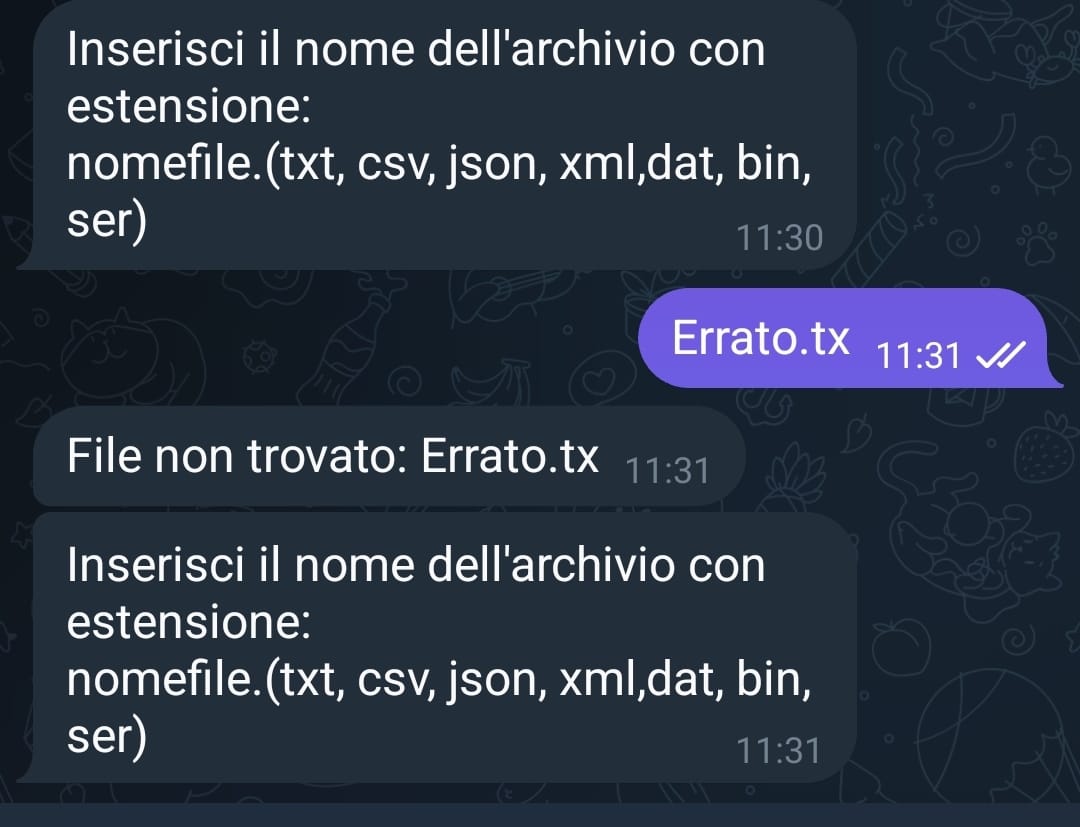 Inserisci il nome dell'archivio con
estensione:
nomefile.(txt, csv, json, xml,dat, bin,
ser)
11:30
Errato.tx 11:31
File non trovato: Errato.tx 11:31
Inserisci il nome dell'archivio con
estensione:
nomefile.(txt, csv, json, xml,dat, bin,
ser)
11:31